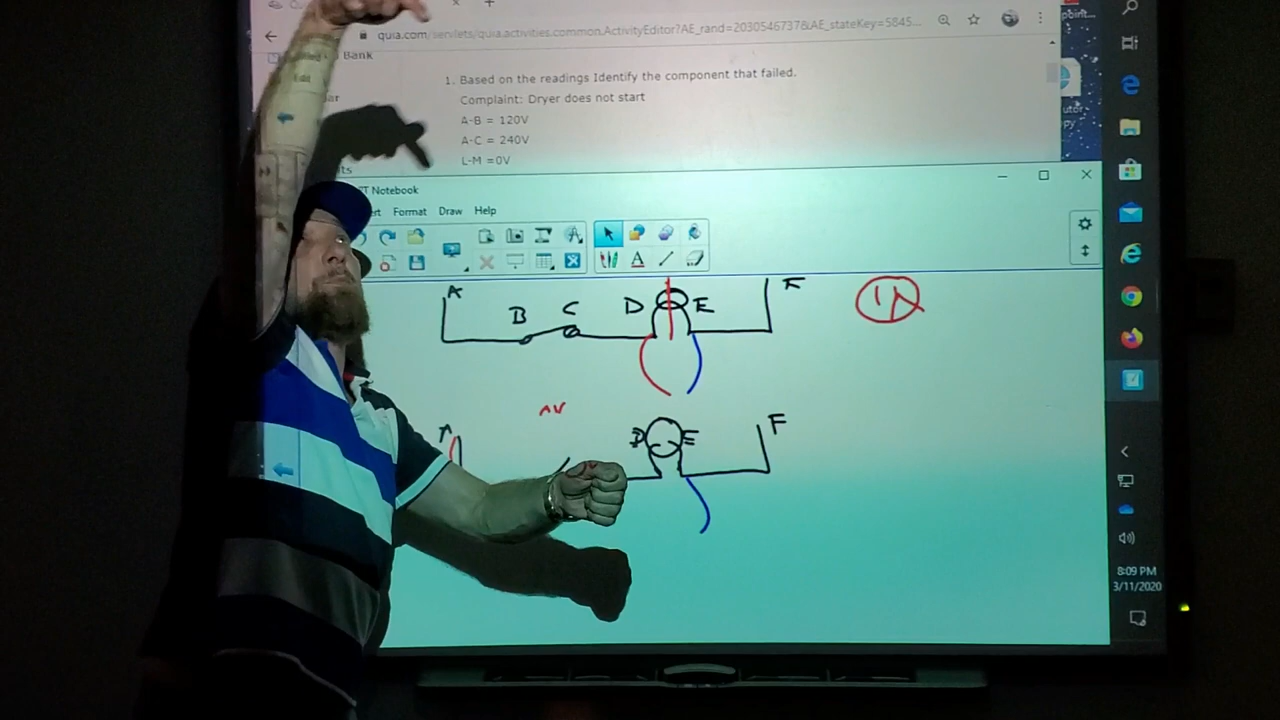 quia.com/servlets/quia.activities.common.ActivityEditor?AE_rand=2030546737&AE_stateKey=5845...
Bank
Edit
1. Based on the readings Identify the component that failed.
Complaint: Dryer does not start
A-B = 120V
A-C = 240V
L-M =0V
T Notebook
Format Draw Help
A B C D E F
1A
D E F
8:09 PM
3/11/2020